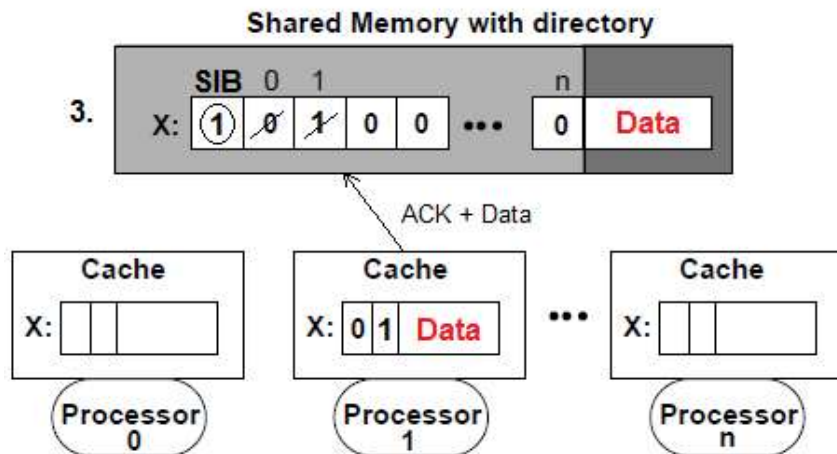 Shared Memory with directory
SIB 0 1 n
3. X: 1 0 1 0 0 ••• 0 Data
ACK + Data
Cache Cache Cache
X: X: 0 1 Data ••• X:
Processor Processor Processor
0 1 n